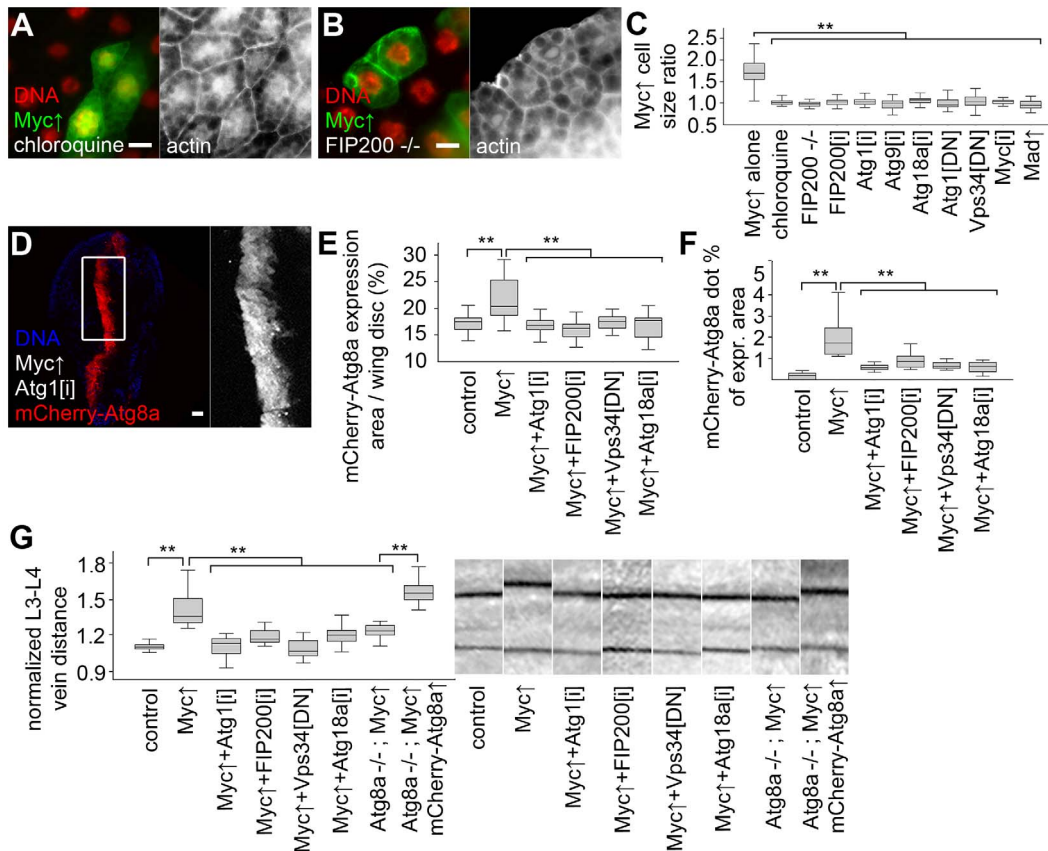 A
DNA
Myc↑
chloroquine
actin
B
DNA
Myc↑
FIP200 -/-
actin
C
Myc↑ cell
size ratio
2.5
2.0
1.5
1.0
0.5
**
Myc↑ alone
chloroquine
FIP200 -/-
FIP200[i]
Atg1[i]
Atg9[i]
Atg18a[i]
Atg1[DN]
Vps34[DN]
Myc[i]
Mad↑
D
DNA
Myc↑
Atg1[i]
mCherry-Atg8a
E
mCherry-Atg8a expression
area / wing disc (%)
30
25
20
15
10
**
**
control
Myc↑
Myc↑+Atg1[i]
Myc↑+FIP200[i]
Myc↑+Vps34[DN]
Myc↑+Atg18a[i]
F
mCherry-Atg8a dot %
of expr. area
5
4
3
2
1
**
**
control
Myc↑
Myc↑+Atg1[i]
Myc↑+FIP200[i]
Myc↑+Vps34[DN]
Myc↑+Atg18a[i]
G
normalized L3-L4
vein distance
1.8
1.5
1.2
0.9
**
**
**
control
Myc↑
Myc↑+Atg1[i]
Myc↑+FIP200[i]
Myc↑+Vps34[DN]
Myc↑+Atg18a[i]
Atg8a -/- ; Myc↑
Atg8a -/- ; Myc↑
mCherry-Atg8a↑
control
Myc↑
Myc↑+Atg1[i]
Myc↑+FIP200[i]
Myc↑+Vps34[DN]
Myc↑+Atg18a[i]
Atg8a -/- ; Myc↑
Atg8a -/- ; Myc↑
mCherry-Atg8a↑